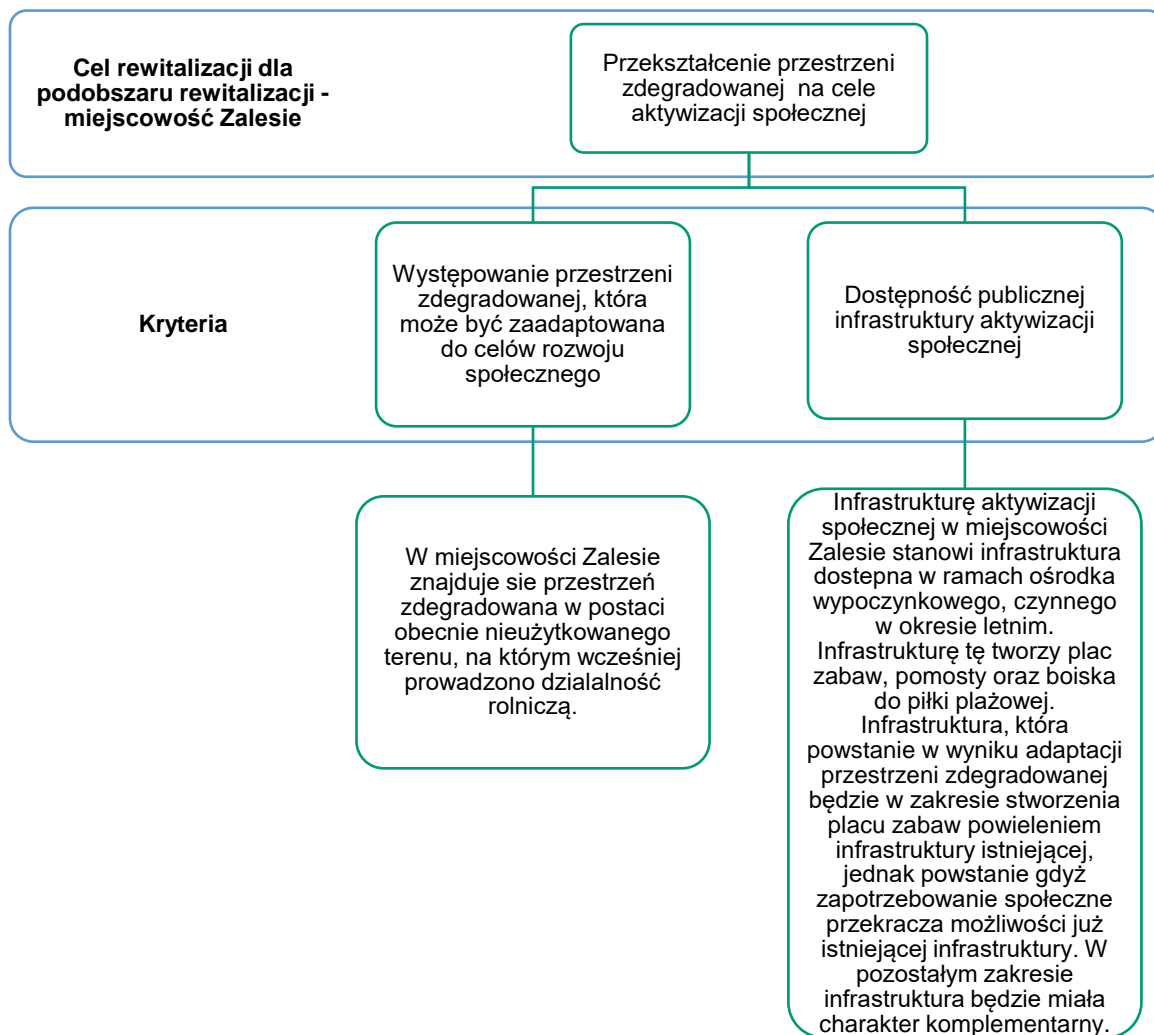 Cel rewitalizacji dla
podobszaru rewitalizacji -
miejscowość Zalesie
Przekształcenie przestrzeni
zdegradowanej na cele
aktywizacji społecznej
Kryteria
Występowanie przestrzeni
zdegradowanej, która
może być zaadaptowana
do celów rozwoju
społecznego
Dostępność publicznej
infrastruktury aktywizacji
społecznej
W miejscowości Zalesie
znajduje sie przestrzeń
zdegradowana w postaci
obecnie nieużytkowanego
terenu, na którym wcześniej
prowadzono dzialalność
rolniczą.
Infrastrukturę aktywizacji
społecznej w miejscowości
Zalesie stanowi infrastruktura
dostepna w ramach ośrodka
wypoczynkowego, czynnego
w okresie letnim.
Infrastrukturę tę tworzy plac
zabaw, pomosty oraz boiska
do piłki plażowej.
Infrastruktura, która
powstanie w wyniku adaptacji
przestrzeni zdegradowanej
będzie w zakresie stworzenia
placu zabaw powieleniem
infrastruktury istniejącej,
jednak powstanie gdyż
zapotrzebowanie społeczne
przekracza możliwości już
istniejącej infrastruktury. W
pozostałym zakresie
infrastruktura będzie miała
charakter komplementarny.